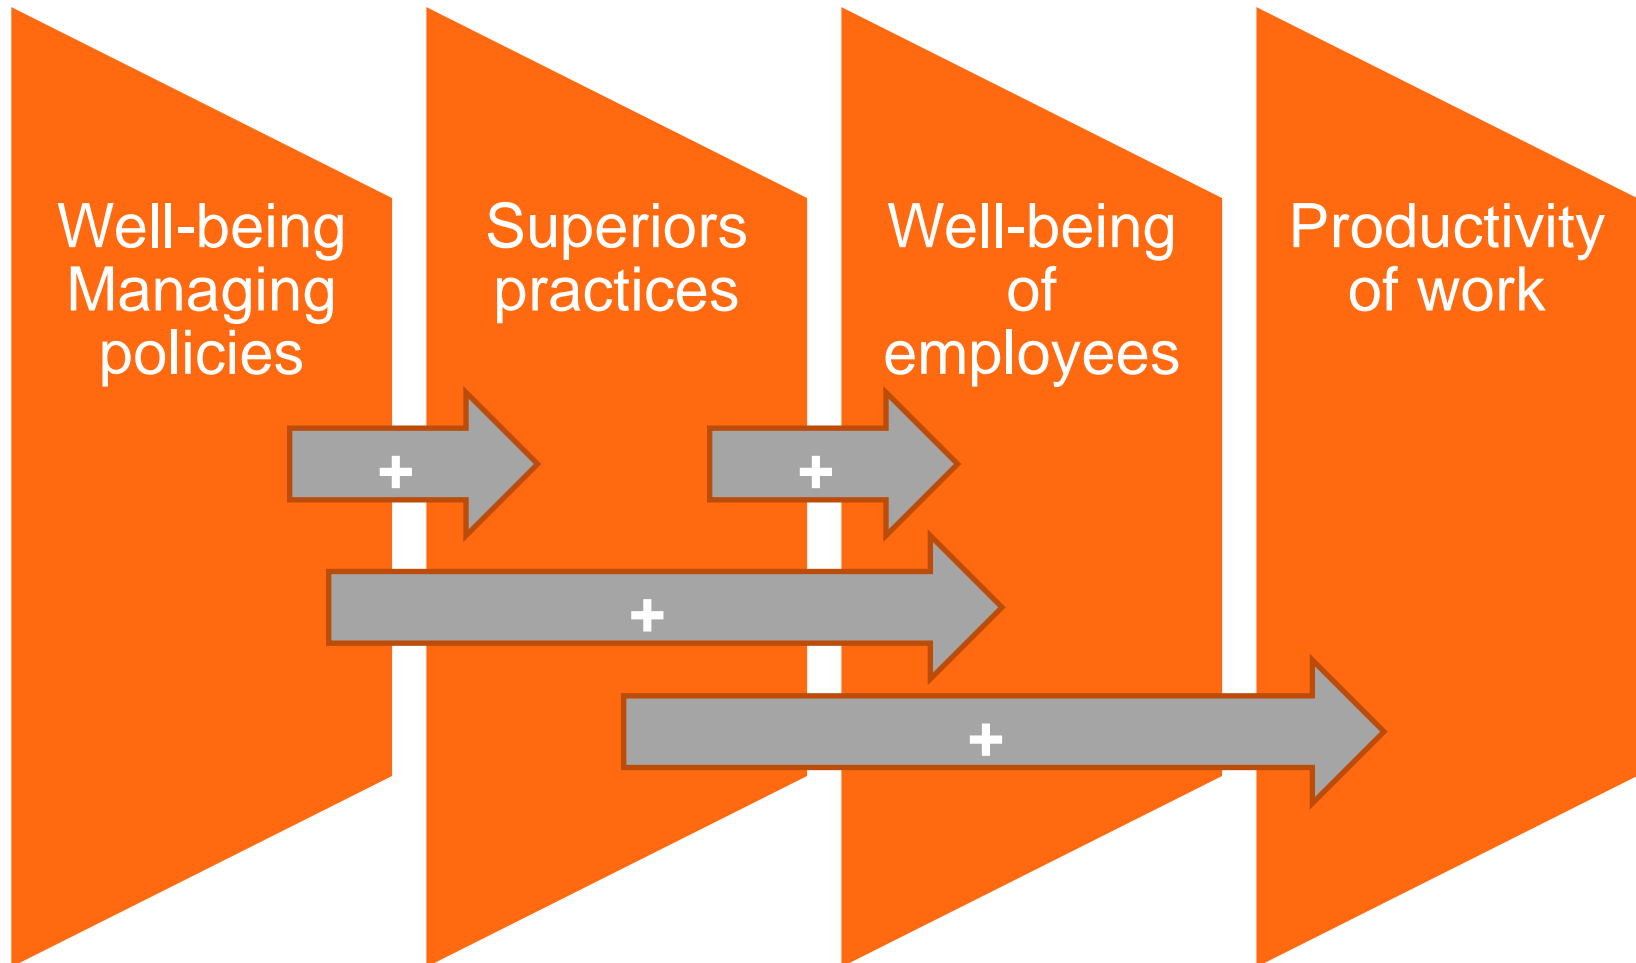 Well-being
Managing
policies
Superiors
practices
Well-being
of
employees
Productivity
of work
+
+
+
+